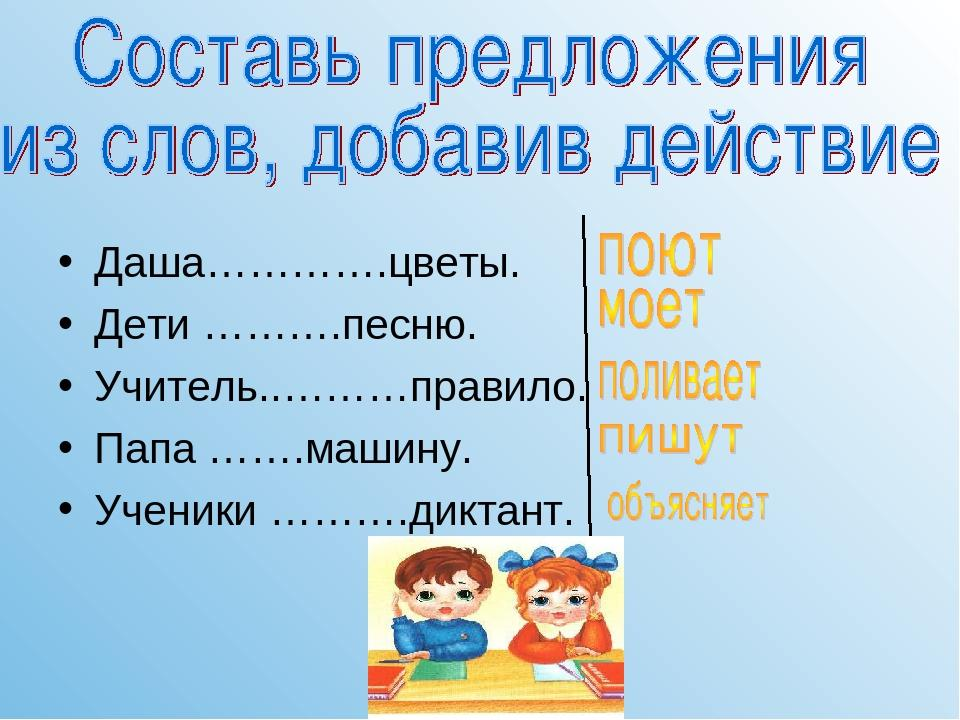 Составь предложения
из слов, добавив действие
• Даша………….цветы.
• Дети ……….песню.
• Учитель..………правило.
• Папа …….машину.
• Ученики ……….диктант.
поют
моет
поливает
пишут
объясняет